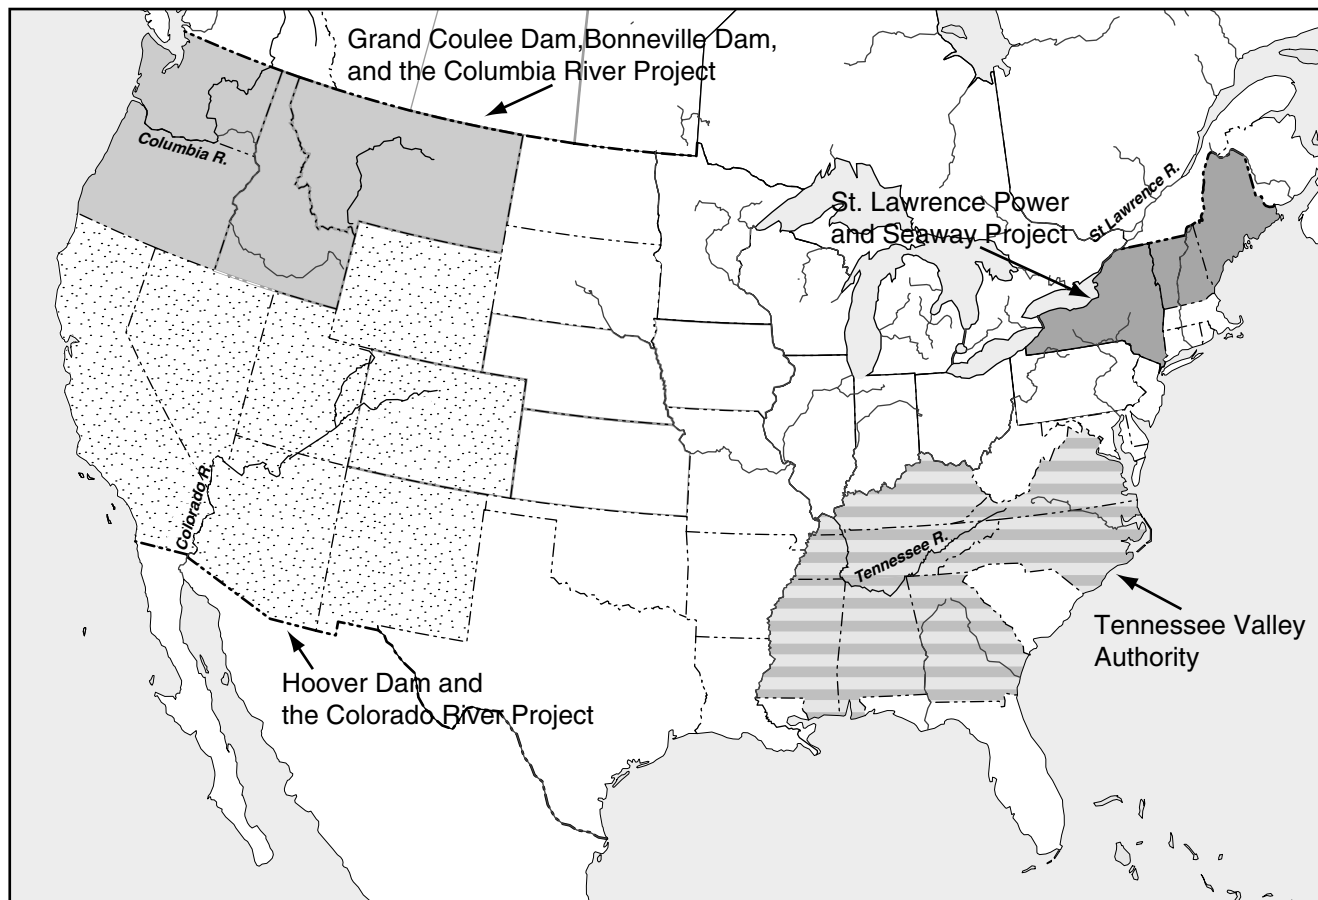 Grand Coulee Dam,Bonneville Dam,
and the Columbia River Project
Columbia R.
St. Lawrence Power
and Seaway Project
St Lawrence R.
Colorado R.
Tennessee R.
Tennessee Valley
Authority
Hoover Dam and
the Colorado River Project